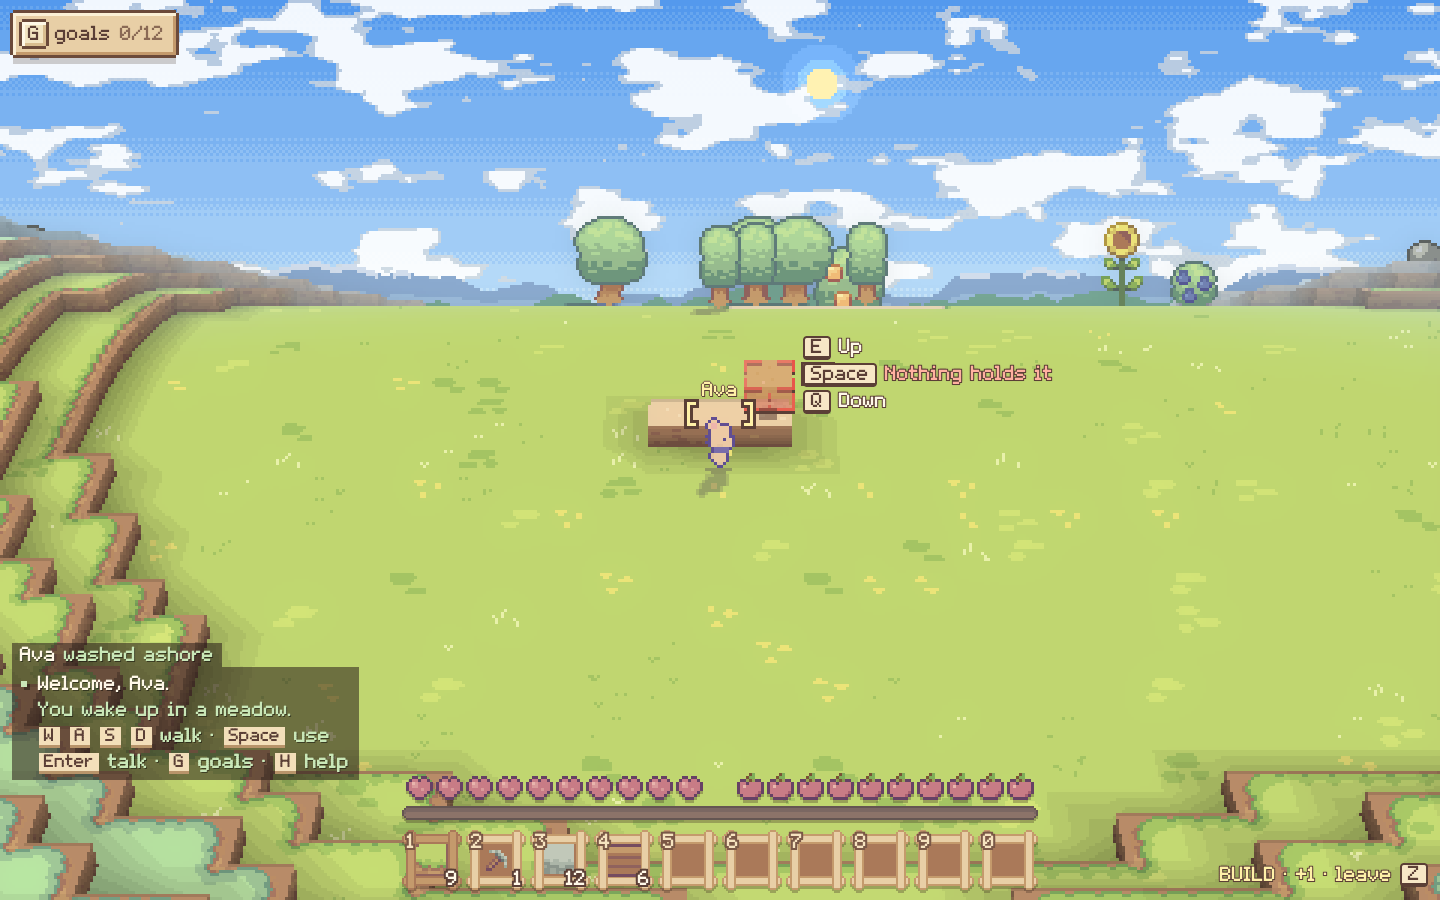 G goals 0/12
E Up
Space Nothing holds it
Q Down
Ava
Ava washed ashore
Welcome, Ava.
You wake up in a meadow.
W A S D walk · Space use
Enter talk · G goals · H help
1 2 3 4 5 6 7 8 9 0
9 1 12 6
BUILD · +1 · leave Z